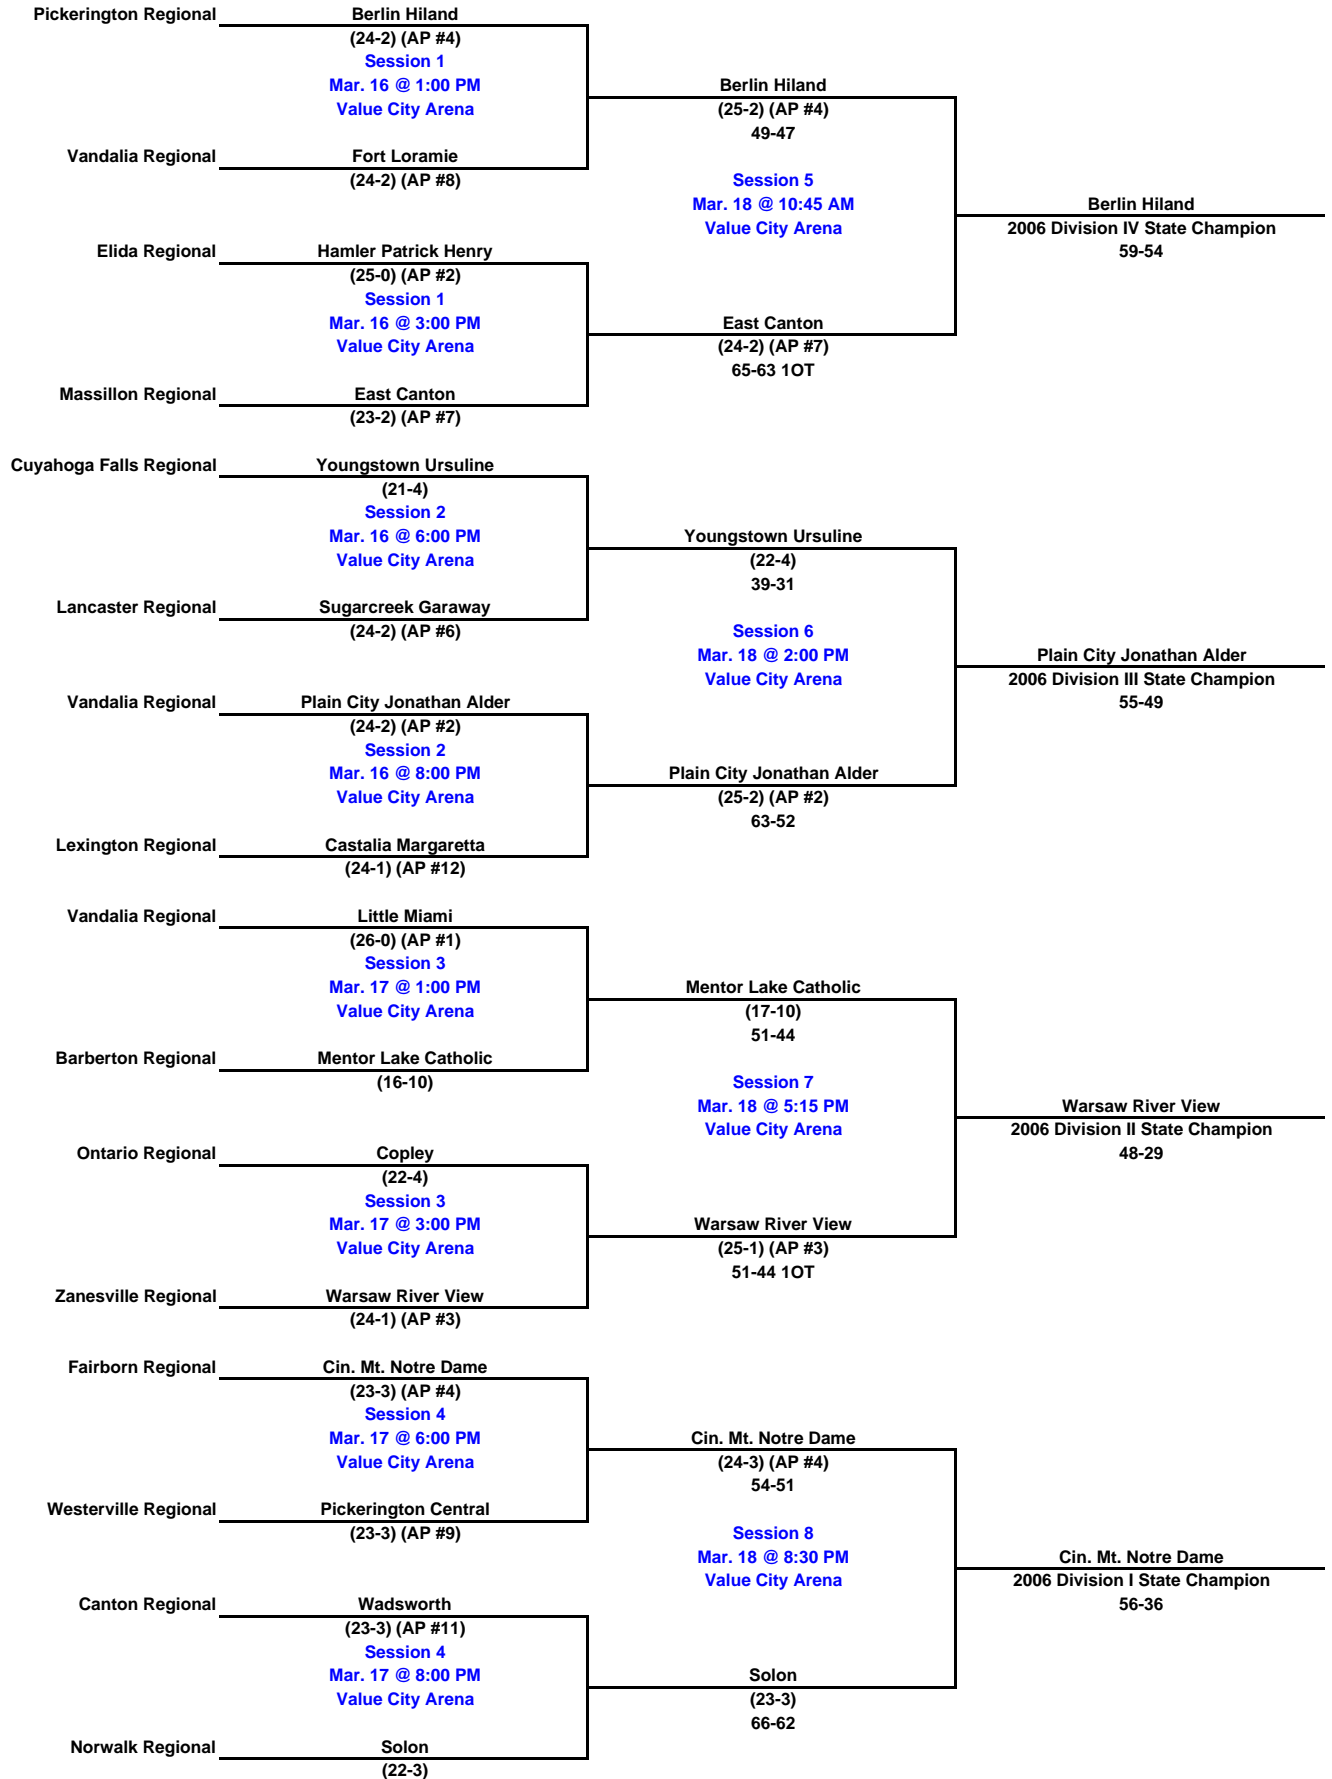 Pickerington Regional
Berlin Hiland
(24-2) (AP #4)
Session 1
Mar. 16 @ 1:00 PM
Value City Arena
Vandalia Regional
Fort Loramie
(24-2) (AP #8)
Berlin Hiland
(25-2) (AP #4)
49-47
Session 5
Mar. 18 @ 10:45 AM
Value City Arena
Berlin Hiland
2006 Division IV State Champion
59-54
Elida Regional
Hamler Patrick Henry
(25-0) (AP #2)
Session 1
Mar. 16 @ 3:00 PM
Value City Arena
East Canton
(24-2) (AP #7)
65-63 1OT
Massillon Regional
East Canton
(23-2) (AP #7)
Cuyahoga Falls Regional
Youngstown Ursuline
(21-4)
Session 2
Mar. 16 @ 6:00 PM
Value City Arena
Lancaster Regional
Sugarcreek Garaway
(24-2) (AP #6)
Youngstown Ursuline
(22-4)
39-31
Session 6
Mar. 18 @ 2:00 PM
Value City Arena
Plain City Jonathan Alder
2006 Division III State Champion
55-49
Vandalia Regional
Plain City Jonathan Alder
(24-2) (AP #2)
Session 2
Mar. 16 @ 8:00 PM
Value City Arena
Plain City Jonathan Alder
(25-2) (AP #2)
63-52
Lexington Regional
Castalia Margaretta
(24-1) (AP #12)
Vandalia Regional
Little Miami
(26-0) (AP #1)
Session 3
Mar. 17 @ 1:00 PM
Value City Arena
Barberton Regional
Mentor Lake Catholic
(16-10)
Mentor Lake Catholic
(17-10)
51-44
Session 7
Mar. 18 @ 5:15 PM
Value City Arena
Warsaw River View
2006 Division II State Champion
48-29
Ontario Regional
Copley
(22-4)
Session 3
Mar. 17 @ 3:00 PM
Value City Arena
Warsaw River View
(25-1) (AP #3)
51-44 1OT
Zanesville Regional
Warsaw River View
(24-1) (AP #3)
Fairborn Regional
Cin. Mt. Notre Dame
(23-3) (AP #4)
Session 4
Mar. 17 @ 6:00 PM
Value City Arena
Westerville Regional
Pickerington Central
(23-3) (AP #9)
Cin. Mt. Notre Dame
(24-3) (AP #4)
54-51
Session 8
Mar. 18 @ 8:30 PM
Value City Arena
Cin. Mt. Notre Dame
2006 Division I State Champion
56-36
Canton Regional
Wadsworth
(23-3) (AP #11)
Session 4
Mar. 17 @ 8:00 PM
Value City Arena
Solon
(23-3)
66-62
Norwalk Regional
Solon
(22-3)